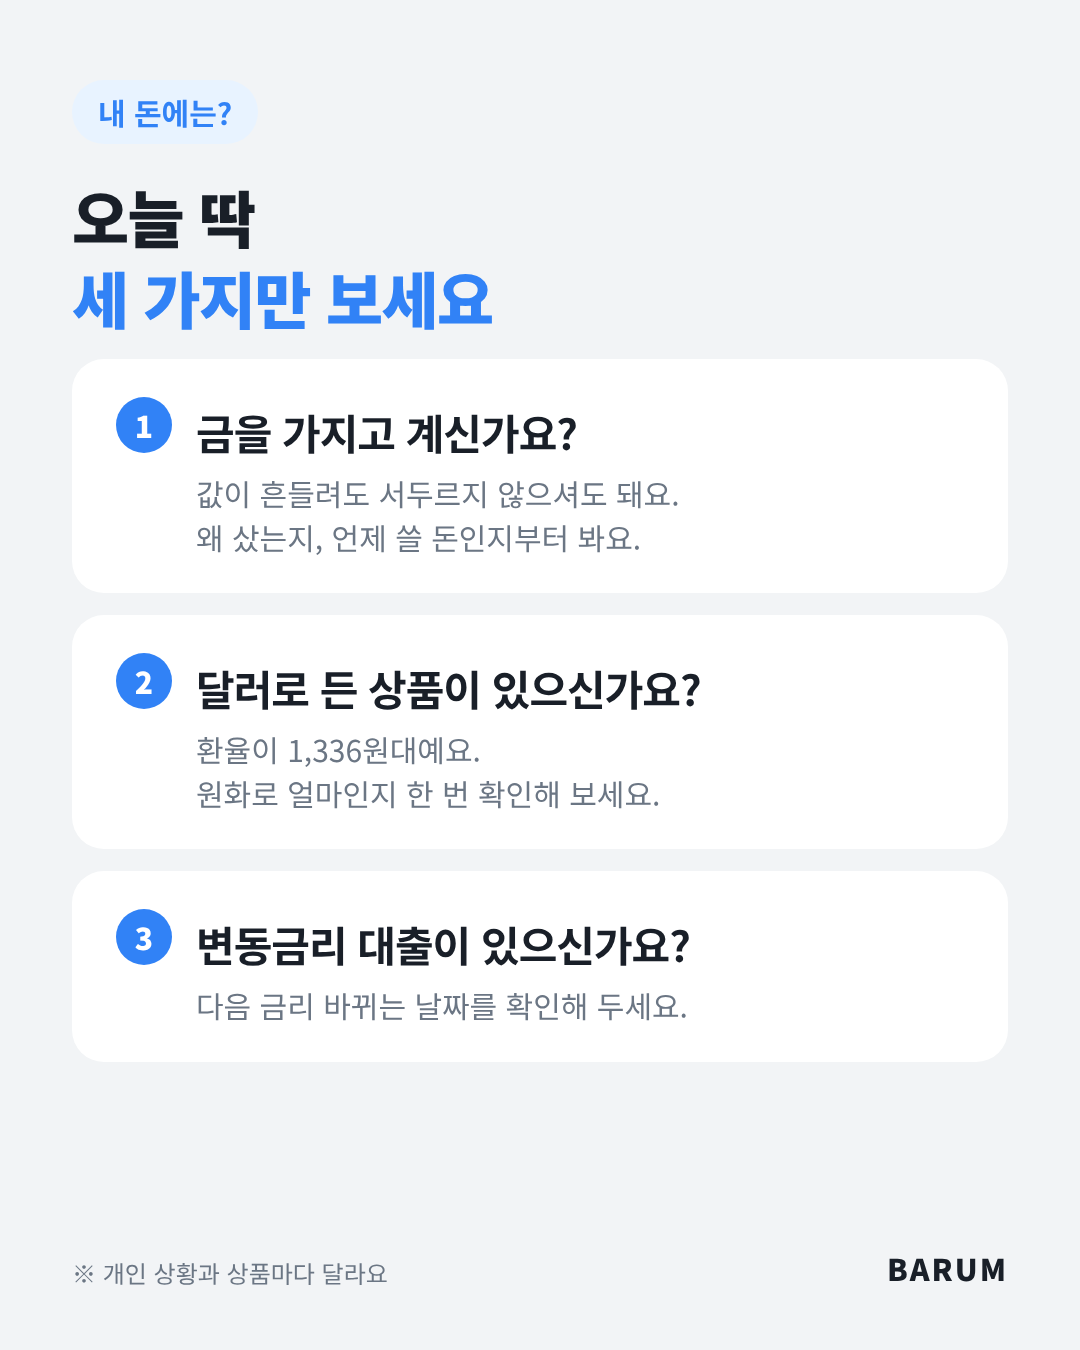 내 돈에는?
오늘 딱
세 가지만 보세요
1 금을 가지고 계신가요?
값이 흔들려도 서두르지 않으셔도 돼요.
왜 샀는지, 언제 쓸 돈인지부터 봐요.
2 달러로 든 상품이 있으신가요?
환율이 1,336원대예요.
원화로 얼마인지 한 번 확인해 보세요.
3 변동금리 대출이 있으신가요?
다음 금리 바뀌는 날짜를 확인해 두세요.
※ 개인 상황과 상품마다 달라요
BARUM